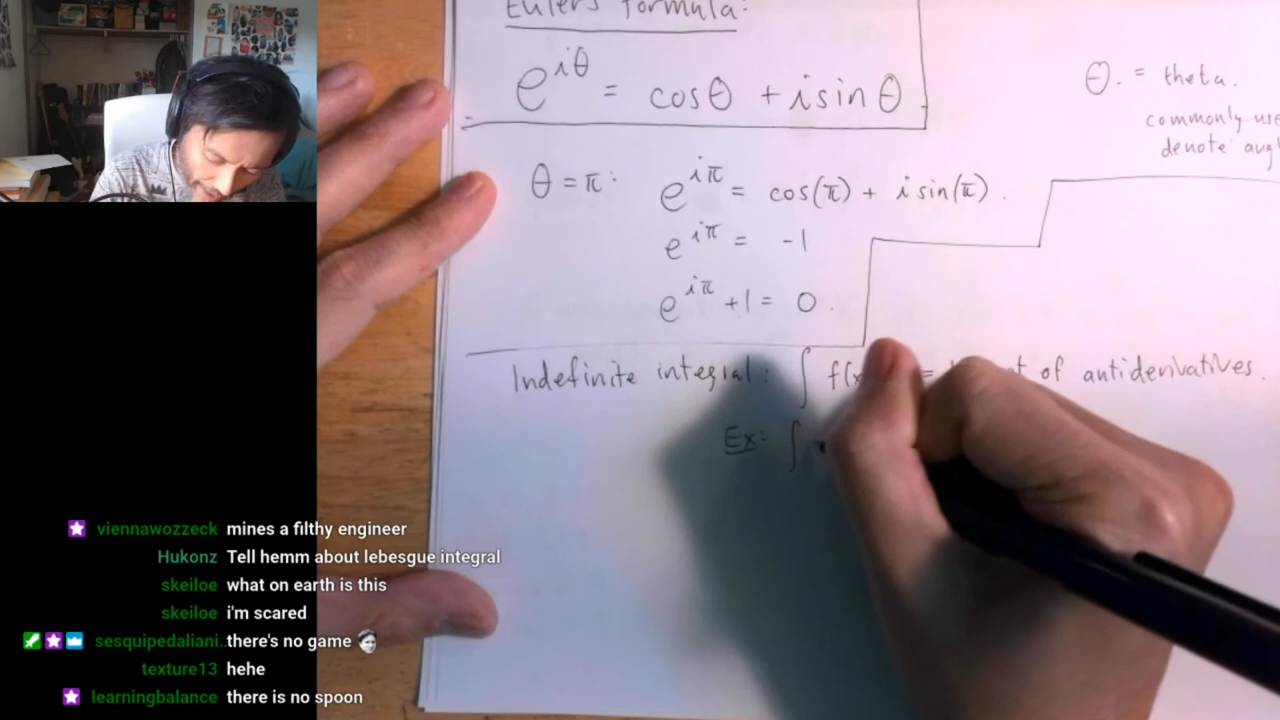 Euler's formula:
e^{iθ} = cosθ + i sin θ.
θ. = theta.
commonly
denote
θ = π: e^{iπ} = cos(π) + i sin(π).
e^{iπ} = -1
e^{iπ} + 1 = 0.
Indefinite integral: ∫ f(x = of antiderivatives.
Ex: ∫
viennawozzeck mines a filthy engineer
Hukonz Tell hemm about lebesgue integral
skeiloe what on earth is this
skeiloe i'm scared
sesquipedaliani.. there's no game
texture13 hehe
learningbalance there is no spoon